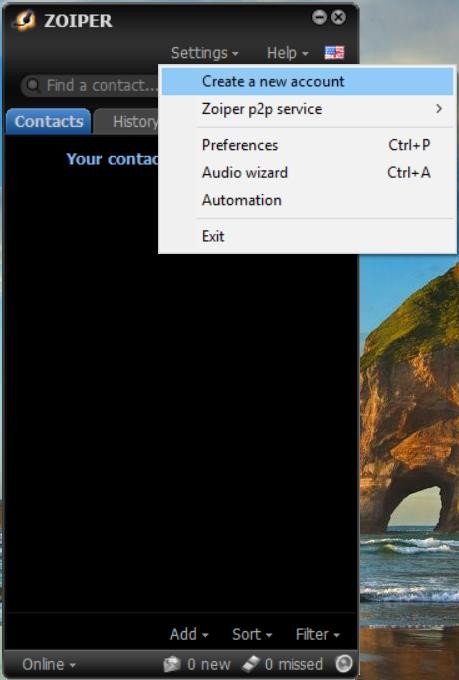 ZOIPER
Settings Help
Create a new account
Find a contact...
Zoiper p2p service
Contacts History
Preferences Ctrl+P
Your
Audio wizard Ctrl+A
Automation
Exit
Add Sort Filter
Online 0 new 0 missed